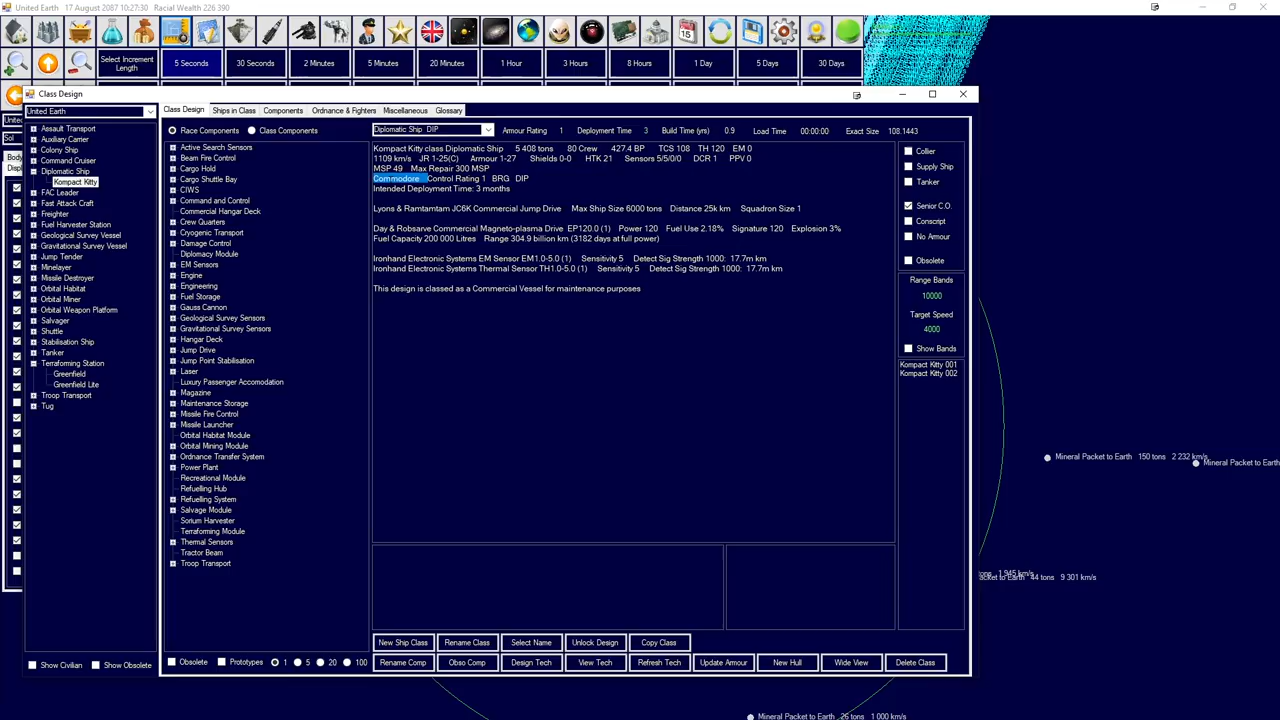 United Earth 17 August 2087 10:27:30 Racial Wealth 226 390
Select Increment Length
5 Seconds
30 Seconds
2 Minutes
5 Minutes
20 Minutes
1 Hour
3 Hours
8 Hours
1 Day
5 Days
30 Days
Class Design
United Earth
Assault Transport
Auxiliary Carrier
Colony Ship
Command Cruiser
Diplomatic Ship
Kompact Kitty
FAC Leader
Fast Attack Craft
Freighter
Fuel Harvester Station
Geological Survey Vessel
Gravitational Survey Vessel
Jump Tender
Minelayer
Missile Destroyer
Orbital Habitat
Orbital Miner
Orbital Weapon Platform
Salvager
Shuttle
Stabilisation Ship
Tanker
Terraforming Station
Greenfield
Greenfield Lite
Troop Transport
Tug
Show Civilian Show Obsolete
Class Design Ships in Class Components Ordnance & Fighters Miscellaneous Glossary
Race Components Class Components
Active Search Sensors
Beam Fire Control
Cargo Hold
Cargo Shuttle Bay
CIWS
Command and Control
Commercial Hangar Deck
Crew Quarters
Cryogenic Transport
Damage Control
Diplomacy Module
EM Sensors
Engine
Engineering
Fuel Storage
Gauss Cannon
Geological Survey Sensors
Gravitational Survey Sensors
Hangar Deck
Jump Drive
Jump Point Stabilisation
Laser
Luxury Passenger Accomodation
Magazine
Maintenance Storage
Missile Fire Control
Missile Launcher
Orbital Habitat Module
Orbital Mining Module
Ordnance Transfer System
Power Plant
Recreational Module
Refuelling Hub
Refuelling System
Salvage Module
Sorium Harvester
Terraforming Module
Thermal Sensors
Tractor Beam
Troop Transport
Obsolete Prototypes 1 5 20 100
Diplomatic Ship DIP Armour Rating 1 Deployment Time 3 Build Time (yrs) 0.9 Load Time 00:00:00 Exact Size 108.1443
Kompact Kitty class Diplomatic Ship 5 408 tons 80 Crew 427.4 BP TCS 108 TH 120 EM 0
1109 km/s JR 1-25(C) Armour 1-27 Shields 0-0 HTK 21 Sensors 5/5/0/0 DCR 1 PPV 0
MSP 49 Max Repair 300 MSP
Commodore Control Rating 1 BRG DIP
Intended Deployment Time: 3 months
Lyons & Ramtamtam JC6K Commercial Jump Drive Max Ship Size 6000 tons Distance 25k km Squadron Size 1
Day & Robsarve Commercial Magneto-plasma Drive EP120.0 (1) Power 120 Fuel Use 2.18% Signature 120 Explosion 3%
Fuel Capacity 200 000 Litres Range 304.9 billion km (3182 days at full power)
Ironhand Electronic Systems EM Sensor EM1.0-5.0 (1) Sensitivity 5 Detect Sig Strength 1000: 17.7m km
Ironhand Electronic Systems Thermal Sensor TH1.0-5.0 (1) Sensitivity 5 Detect Sig Strength 1000: 17.7m km
This design is classed as a Commercial Vessel for maintenance purposes
Collier
Supply Ship
Tanker
Senior C.O.
Conscript
No Armour
Obsolete
Range Bands
10000
Target Speed
4000
Show Bands
Kompact Kitty 001
Kompact Kitty 002
New Ship Class Rename Class Select Name Unlock Design Copy Class
Rename Comp Obso Comp Design Tech View Tech Refresh Tech Update Armour New Hull Wide View Delete Class
Mineral Packet to Earth 150 tons 2 232 km/s
Mineral Packet to Earth
tons 1 945 km/s
acket to Earth 44 tons 9 301 km/s
Mineral Packet to Earth 26 tons 1 000 km/s